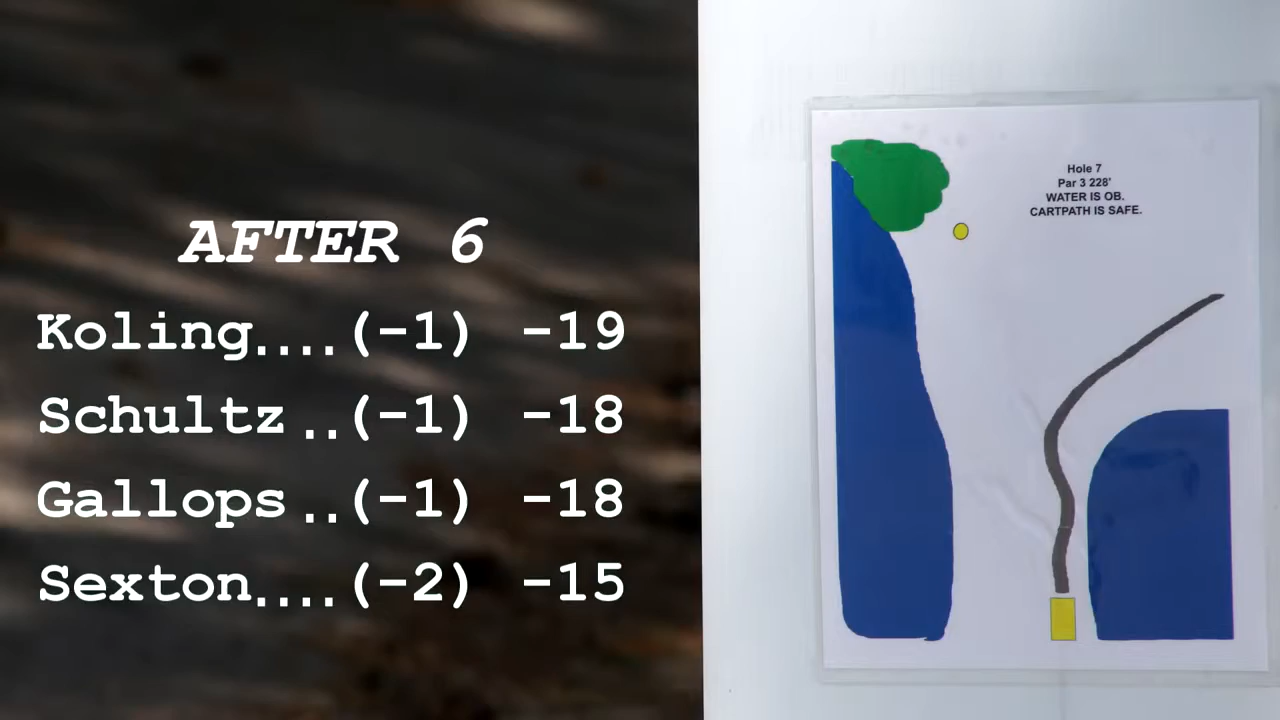 AFTER 6
Koling....(-1) -19
Schultz ..(-1) -18
Gallops ..(-1) -18
Sexton....(-2) -15
Hole 7
Par 3 228'
WATER IS OB.
CARTPATH IS SAFE.